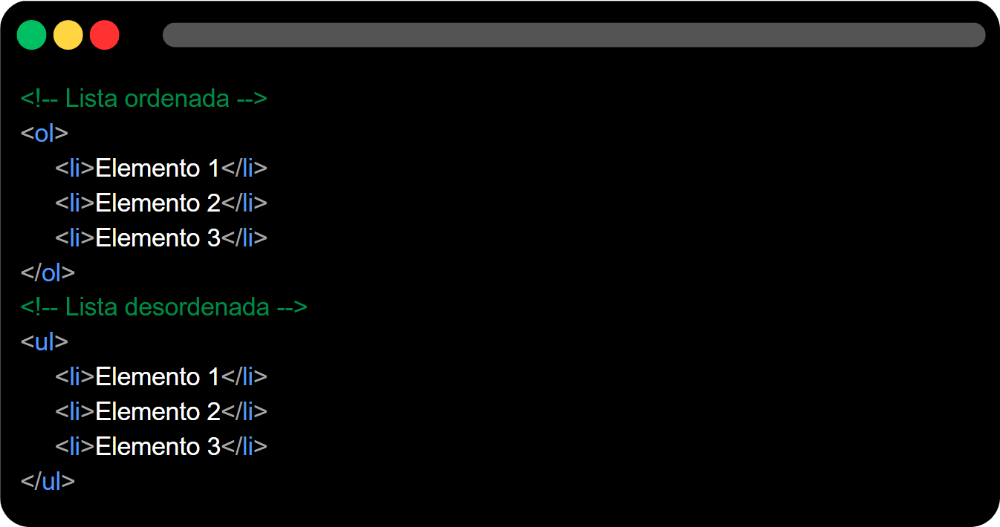 <!-- Lista ordenada -->
<ol>
<li>Elemento 1</li>
<li>Elemento 2</li>
<li>Elemento 3</li>
</ol>
<!-- Lista desordenada -->
<ul>
<li>Elemento 1</li>
<li>Elemento 2</li>
<li>Elemento 3</li>
</ul>